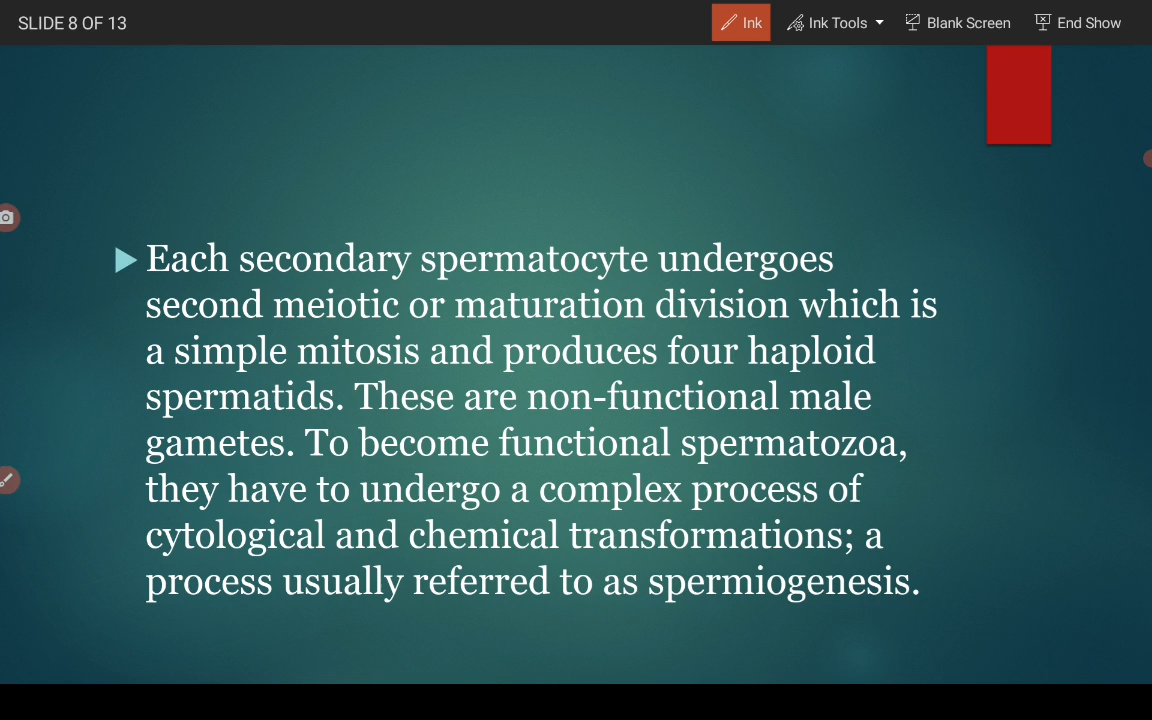 SLIDE 8 OF 13
Ink
Ink Tools
Blank Screen
End Show
Each secondary spermatocyte undergoes
second meiotic or maturation division which is
a simple mitosis and produces four haploid
spermatids. These are non-functional male
gametes. To become functional spermatozoa,
they have to undergo a complex process of
cytological and chemical transformations; a
process usually referred to as spermiogenesis.